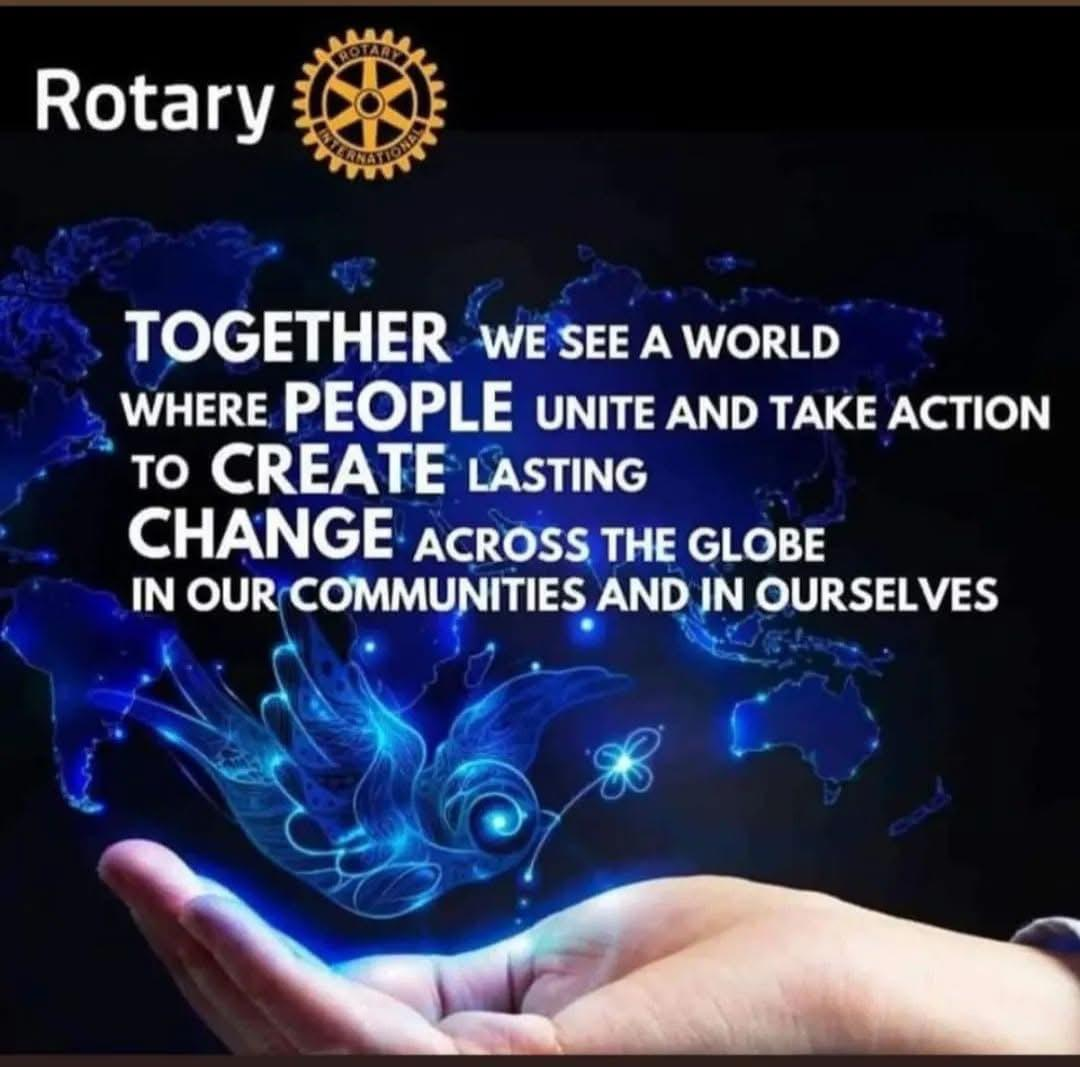 Rotary
ROTARY
INTERNATIONAL
TOGETHER WE SEE A WORLD
WHERE PEOPLE UNITE AND TAKE ACTION
TO CREATE LASTING
CHANGE ACROSS THE GLOBE
IN OUR COMMUNITIES AND IN OURSELVES